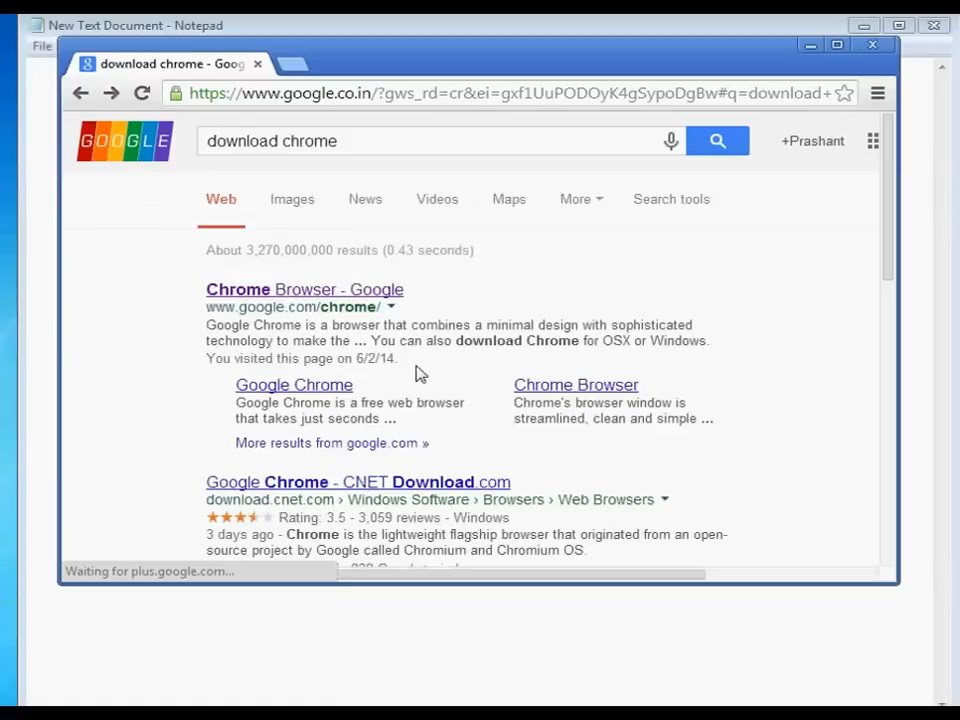 New Text Document - Notepad
File
download chrome - Goog
https://www.google.co.in/?gws_rd=cr&ei=gxf1UuPODOyK4gSypoDgBw#q=download+
GOOGLE
download chrome
+Prashant
Web Images News Videos Maps More Search tools
About 3,270,000,000 results (0.43 seconds)
Chrome Browser - Google
www.google.com/chrome/
Google Chrome is a browser that combines a minimal design with sophisticated
technology to make the ... You can also download Chrome for OSX or Windows.
You visited this page on 6/2/14.
Google Chrome
Google Chrome is a free web browser
that takes just seconds ...
Chrome Browser
Chrome's browser window is
streamlined, clean and simple ...
More results from google.com »
Google Chrome - CNET Download.com
download.cnet.com › Windows Software › Browsers › Web Browsers
Rating: 3.5 - 3,059 reviews - Windows
3 days ago - Chrome is the lightweight flagship browser that originated from an open-
source project by Google called Chromium and Chromium OS.
Waiting for plus.google.com...